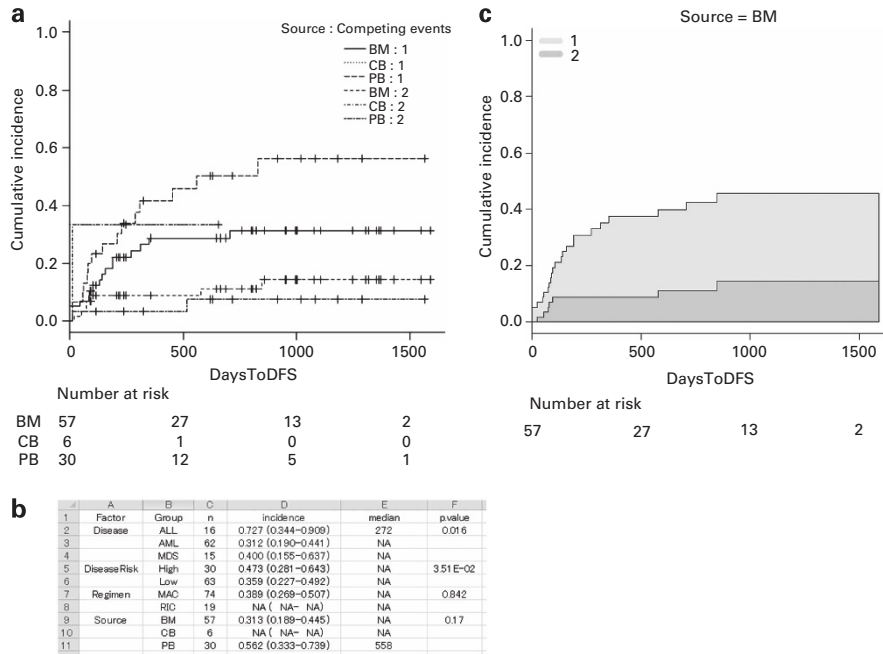 a
Source : Competing events
BM : 1
CB : 1
PB : 1
BM : 2
CB : 2
PB : 2
Cumulative incidence
1.0
0.8
0.6
0.4
0.2
0.0
0 500 1000 1500
DaysToDFS
Number at risk
BM 57 27 13 2
CB 6 1 0 0
PB 30 12 5 1
c
Source = BM
1
2
Cumulative incidence
1.0
0.8
0.6
0.4
0.2
0.0
0 500 1000 1500
DaysToDFS
Number at risk
57 27 13 2
b
A B C D E F
1 Factor Group n incidence median p.value
2 Disease ALL 16 0.727 (0.344-0.909) 272 0.016
3 AML 62 0.312 (0.190-0.441) NA
4 MDS 15 0.400 (0.155-0.637) NA
5 DiseaseRisk High 30 0.473 (0.281-0.643) NA 3.51E-02
6 Low 63 0.359 (0.227-0.492) NA
7 Regimen MAC 74 0.389 (0.269-0.507) NA 0.842
8 RIC 19 NA ( NA- NA) NA
9 Source BM 57 0.313 (0.189-0.445) NA 0.17
10 CB 6 NA ( NA- NA) NA
11 PB 30 0.562 (0.333-0.739) 558